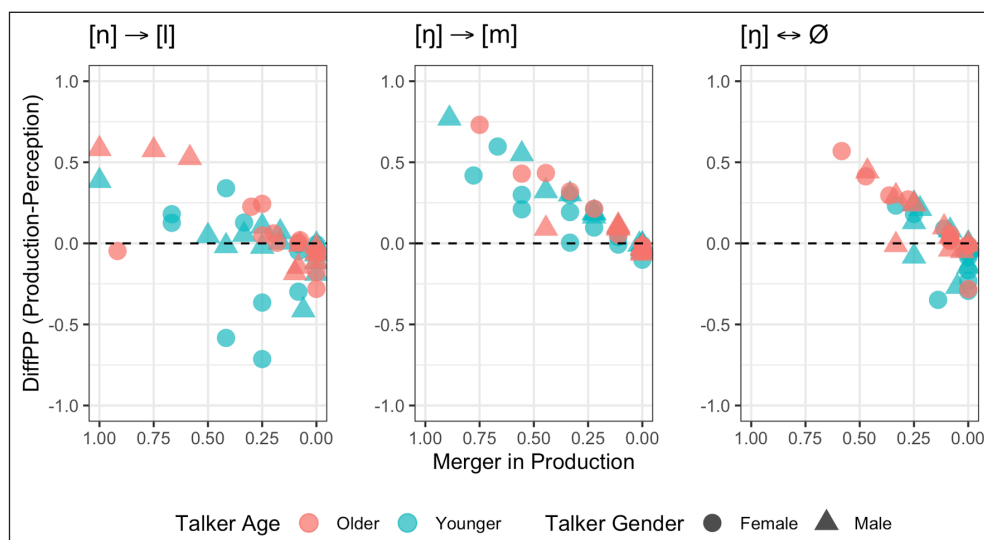 [n] → [l]
[ŋ] → [m]
[ŋ] ↔ Ø
DiffPP (Production-Perception)
1.0
0.5
0.0
-0.5
-1.0
1.0
0.5
0.0
-0.5
-1.0
1.0
0.5
0.0
-0.5
-1.0
1.00 0.75 0.50 0.25 0.00
1.00 0.75 0.50 0.25 0.00
1.00 0.75 0.50 0.25 0.00
Merger in Production
Talker Age Older Younger Talker Gender Female Male